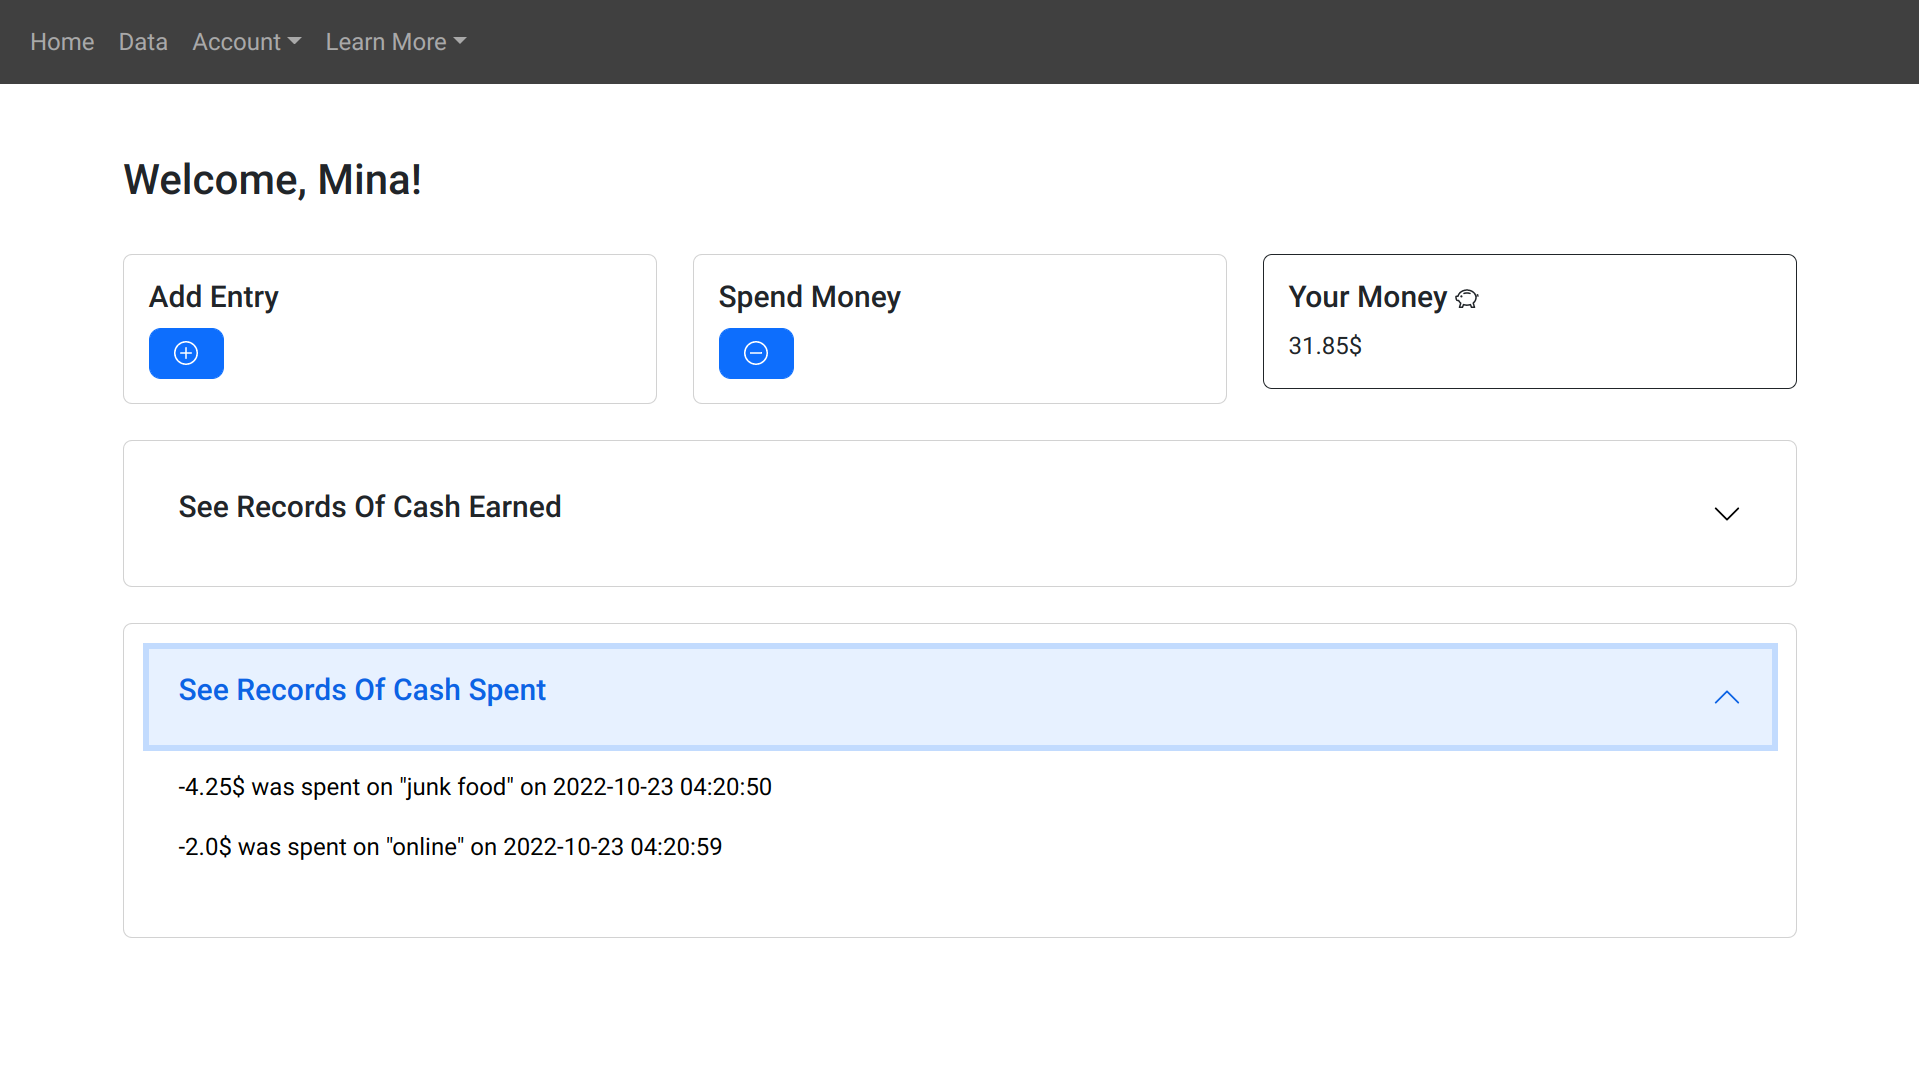 Home Data Account Learn More
Welcome, Mina!
Add Entry
Spend Money
Your Money
31.85$
See Records Of Cash Earned
See Records Of Cash Spent
-4.25$ was spent on "junk food" on 2022-10-23 04:20:50
-2.0$ was spent on "online" on 2022-10-23 04:20:59